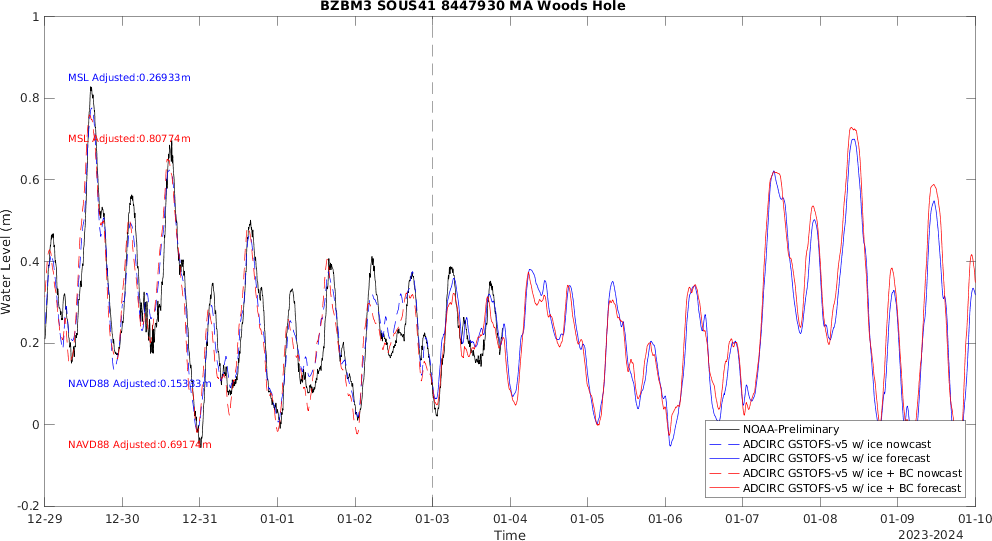 BZBM3 SOUS41 8447930 MA Woods Hole
1
0.8
0.6
0.4
0.2
0
-0.2
Water Level (m)
MSL Adjusted:0.26933m
MSL Adjusted:0.80774m
NAVD88 Adjusted:0.15333m
NAVD88 Adjusted:0.69174m
NOAA-Preliminary
ADCIRC GSTOFS-v5 w/ ice nowcast
ADCIRC GSTOFS-v5 w/ ice forecast
ADCIRC GSTOFS-v5 w/ ice + BC nowcast
ADCIRC GSTOFS-v5 w/ ice + BC forecast
12-29 12-30 12-31 01-01 01-02 01-03 01-04 01-05 01-06 01-07 01-08 01-09 01-10
Time
2023-2024